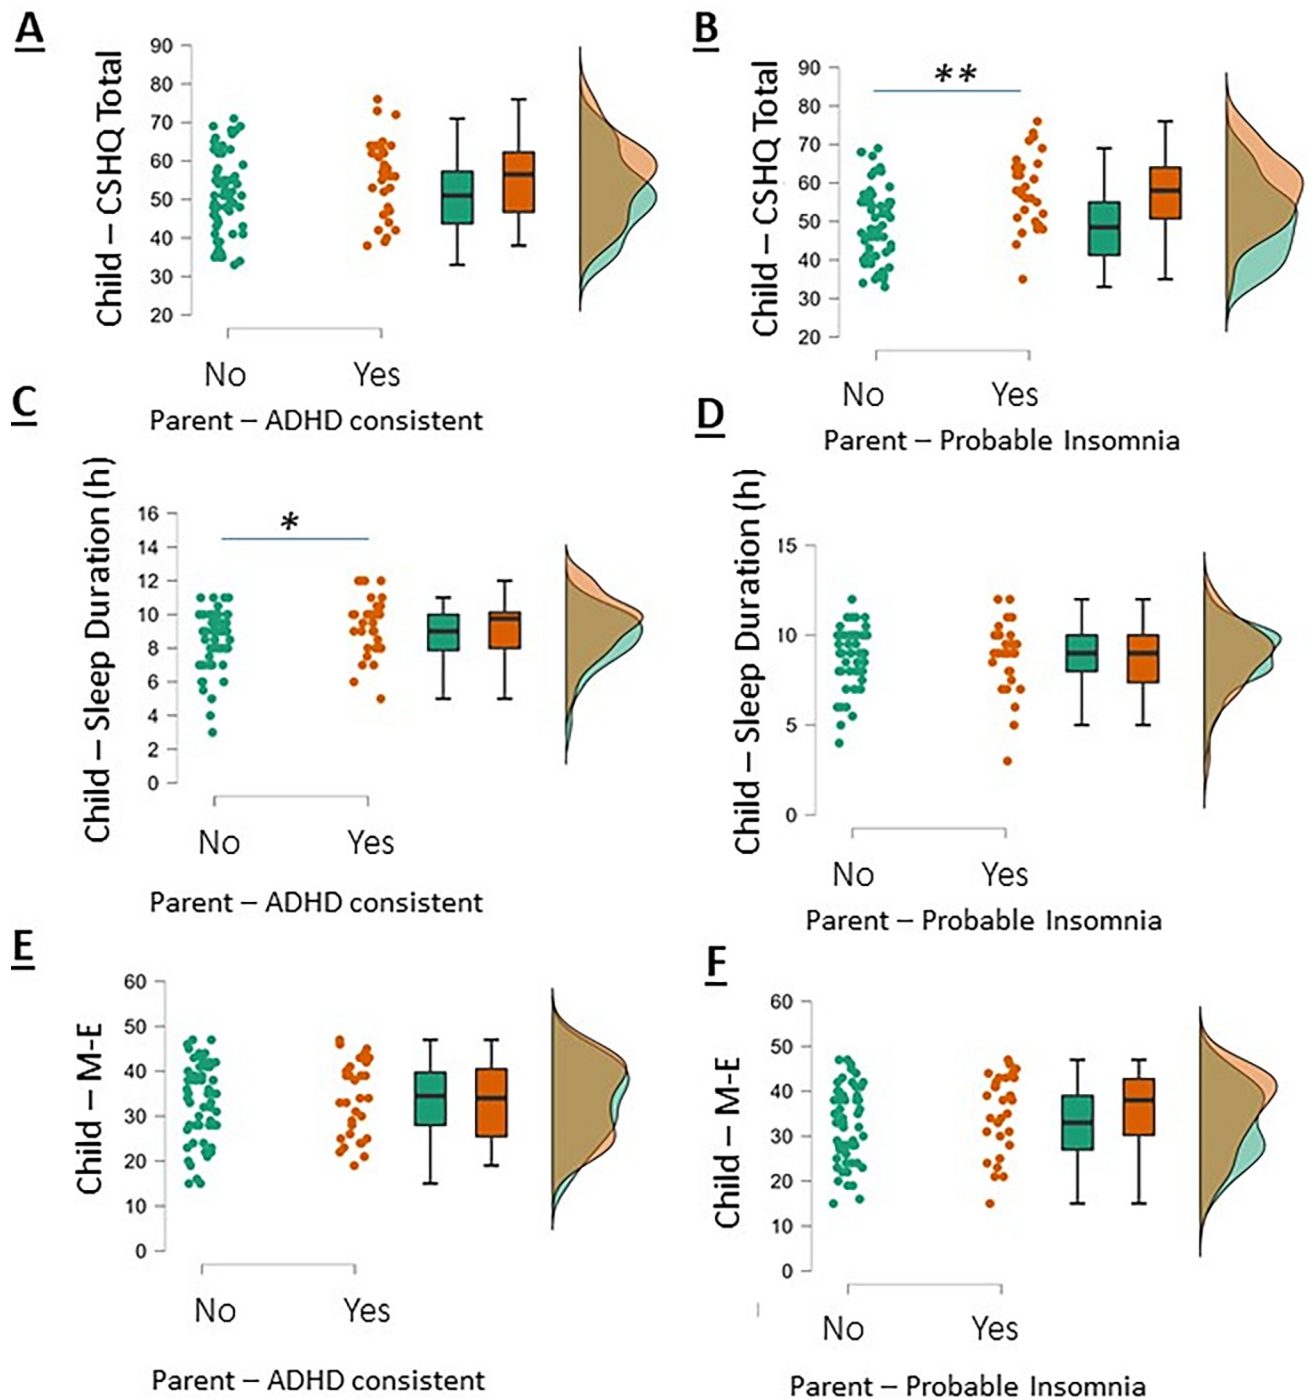 A
Child – CSHQ Total
90
80
70
60
50
40
30
20
No Yes
Parent – ADHD consistent
B
Child – CSHQ Total
90
80
70
60
50
40
30
20
**
No Yes
Parent – Probable Insomnia
C
Child – Sleep Duration (h)
16
14
12
10
8
6
4
2
0
*
No Yes
Parent – ADHD consistent
D
Child – Sleep Duration (h)
15
10
5
0
No Yes
Parent – Probable Insomnia
E
Child – M-E
60
50
40
30
20
10
0
No Yes
Parent – ADHD consistent
F
Child – M-E
60
50
40
30
20
10
0
No Yes
Parent – Probable Insomnia